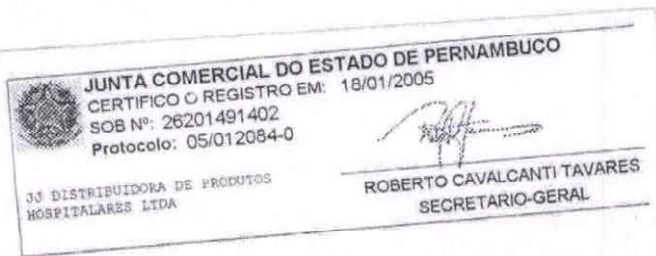 JUNTA COMERCIAL DO ESTADO DE PERNAMBUCO
CERTIFICO O REGISTRO EM: 18/01/2005
SOB Nº: 26201491402
Protocolo: 05/012084-0
JJ DISTRIBUIDORA DE PRODUTOS
HOSPITALARES LTDA
ROBERTO CAVALCANTI TAVARES
SECRETARIO-GERAL